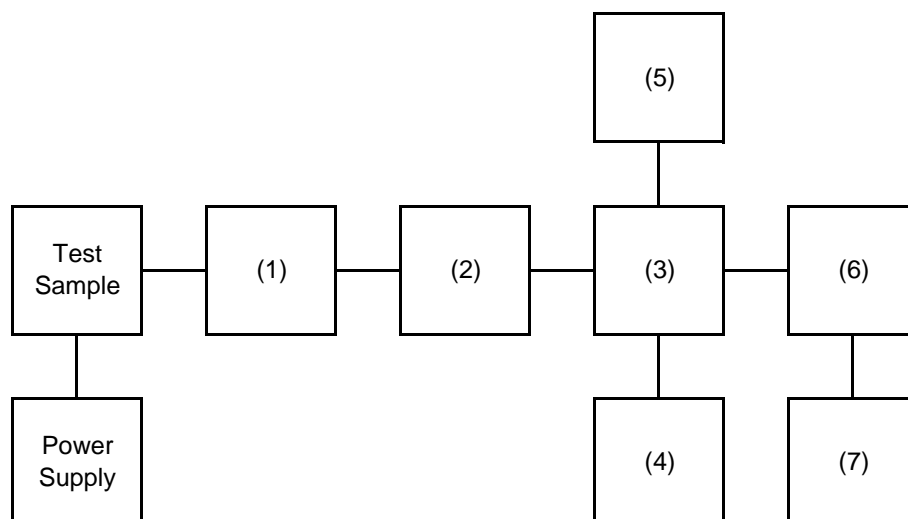 (5)
Test
Sample
(1)
(2)
(3)
(6)
Power
Supply
(4)
(7)